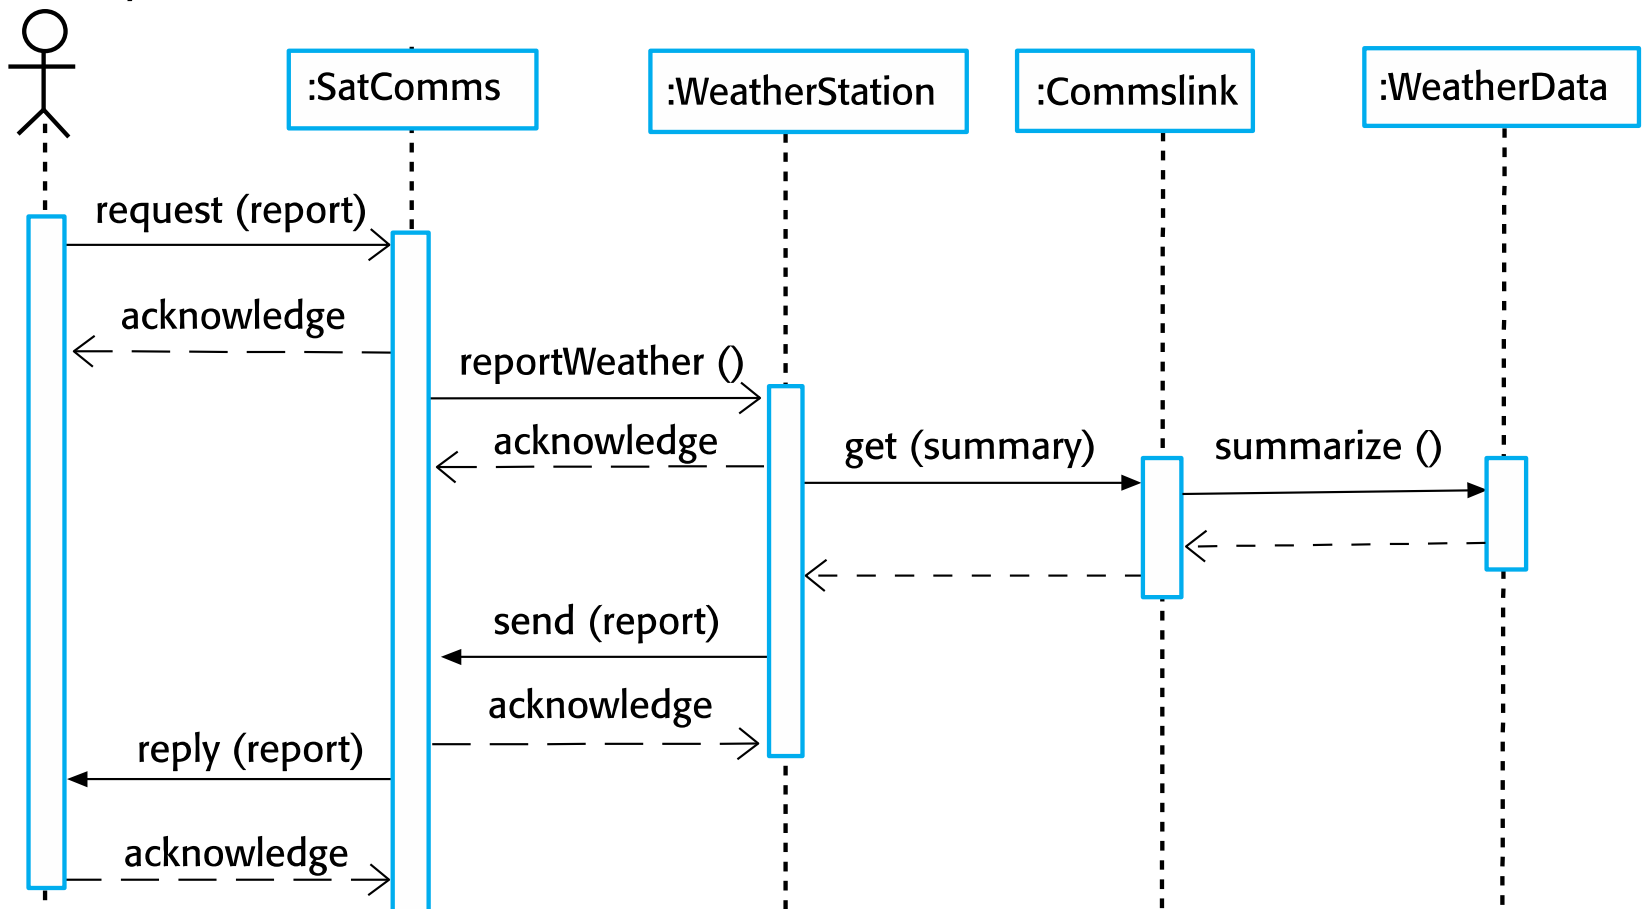 :SatComms
:WeatherStation
:Commslink
:WeatherData
request (report)
acknowledge
reportWeather ()
acknowledge
get (summary)
summarize ()
send (report)
acknowledge
reply (report)
acknowledge